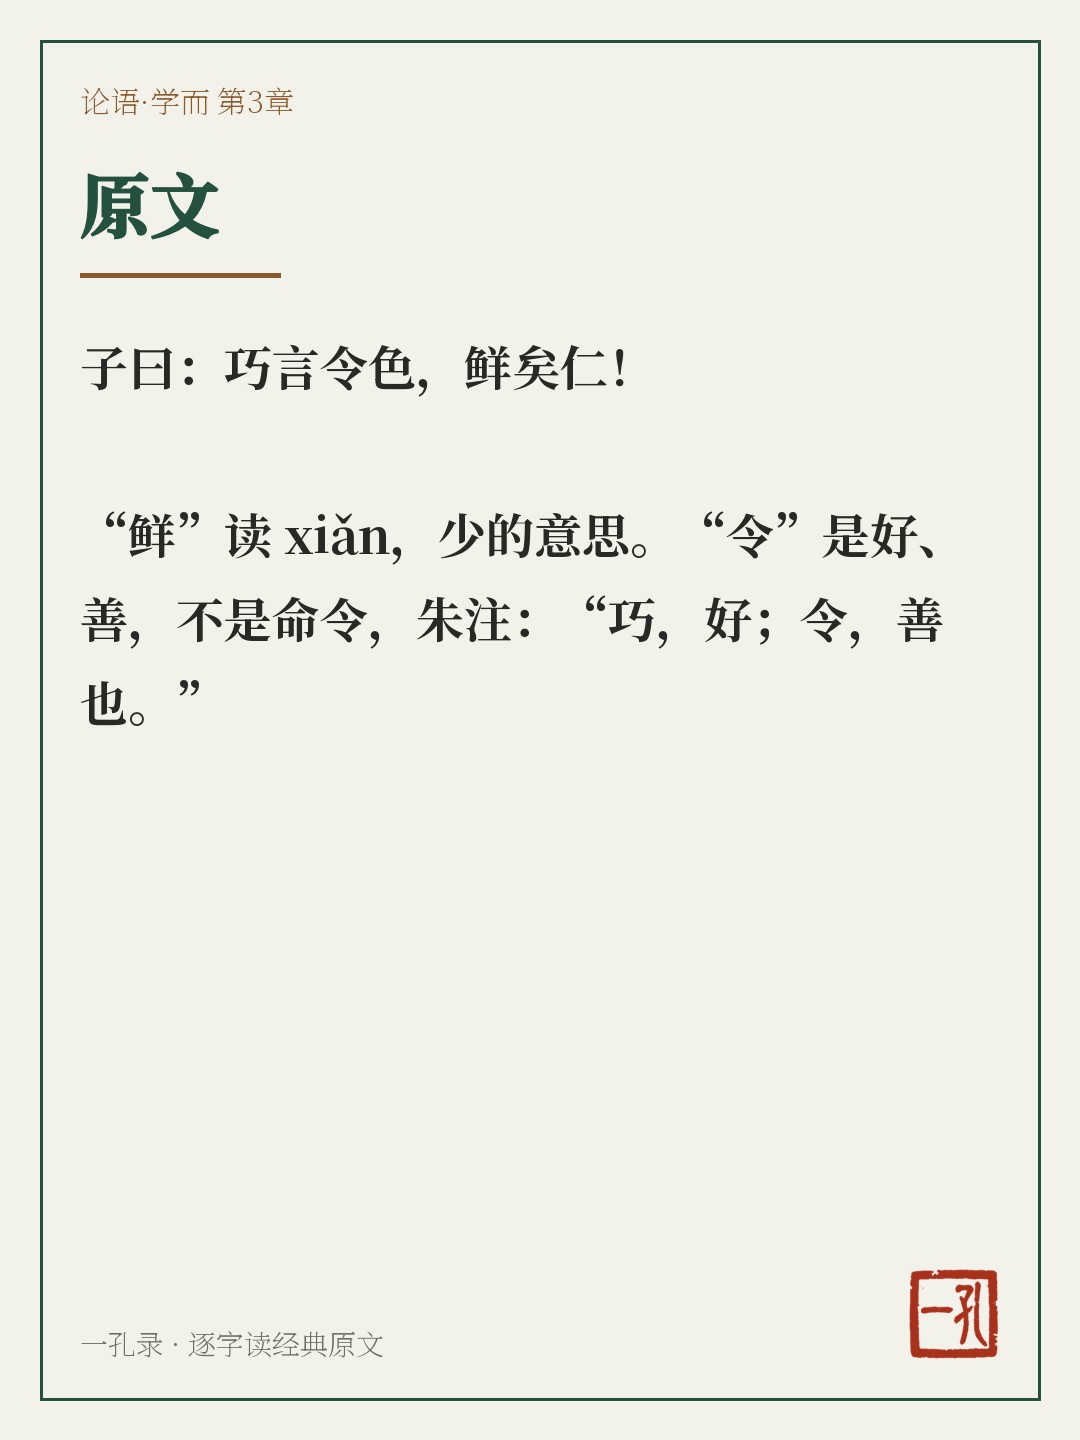 论语·学而 第3章
原文
子曰：巧言令色，鲜矣仁！
“鲜”读 xiǎn，少的意思。“令”是好、
善，不是命令，朱注：“巧，好；令，善
也。”
一孔录 · 逐字读经典原文
一孔